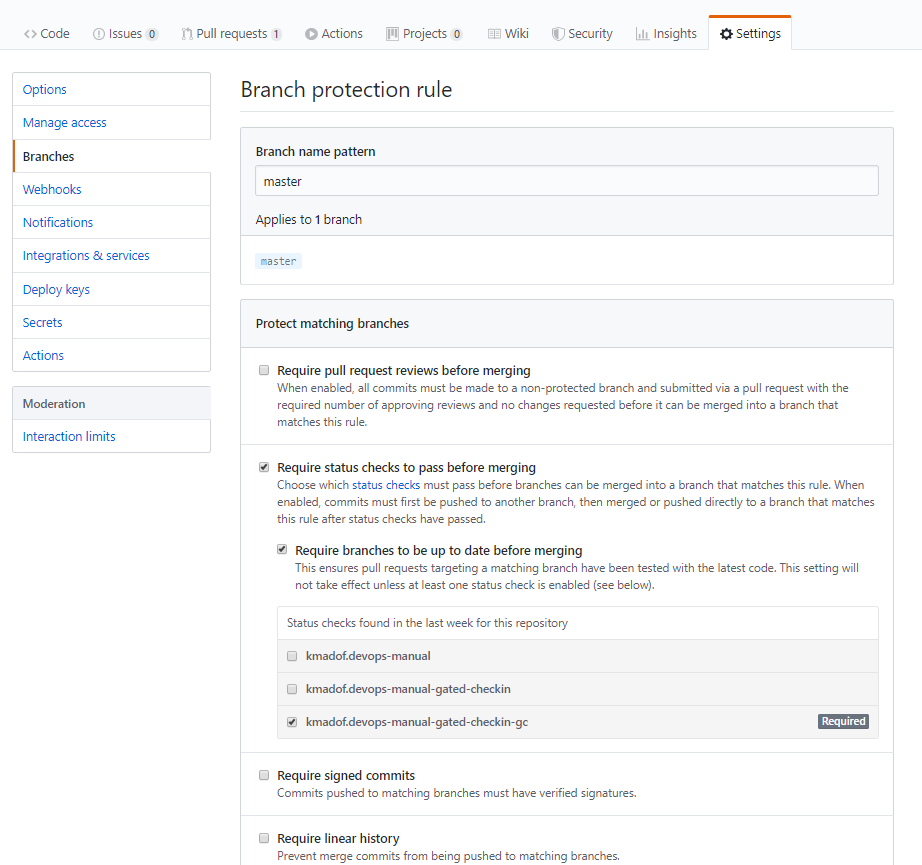 Code Issues 0 Pull requests 1 Actions Projects 0 Wiki Security Insights Settings
Options
Manage access
Branches
Webhooks
Notifications
Integrations & services
Deploy keys
Secrets
Actions
Moderation
Interaction limits
Branch protection rule
Branch name pattern
master
Applies to 1 branch
master
Protect matching branches
Require pull request reviews before merging
When enabled, all commits must be made to a non-protected branch and submitted via a pull request with the
required number of approving reviews and no changes requested before it can be merged into a branch that
matches this rule.
Require status checks to pass before merging
Choose which status checks must pass before branches can be merged into a branch that matches this rule. When
enabled, commits must first be pushed to another branch, then merged or pushed directly to a branch that matches
this rule after status checks have passed.
Require branches to be up to date before merging
This ensures pull requests targeting a matching branch have been tested with the latest code. This setting will
not take effect unless at least one status check is enabled (see below).
Status checks found in the last week for this repository
kmadof.devops-manual
kmadof.devops-manual-gated-checkin
kmadof.devops-manual-gated-checkin-gc Required
Require signed commits
Commits pushed to matching branches must have verified signatures.
Require linear history
Prevent merge commits from being pushed to matching branches.